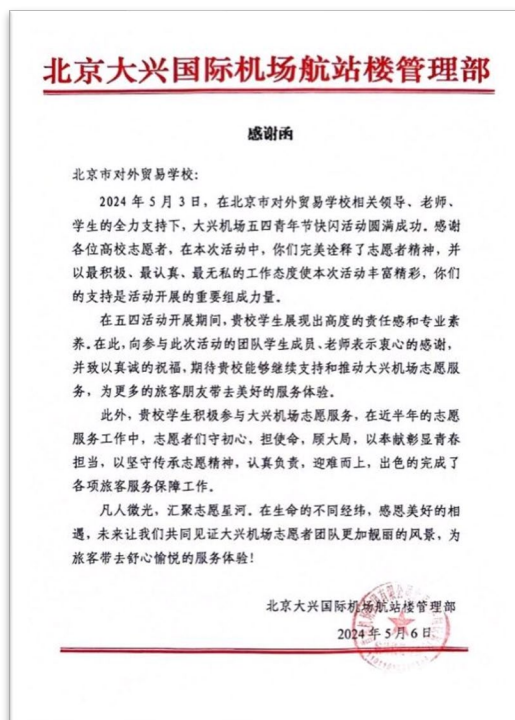 北京大兴国际机场航站楼管理部
感谢函
北京市对外贸易学校:
2024年5月3日，在北京市对外贸易学校相关领导、老师、
学生的全力支持下，大兴机场五四青年节快闪活动圆满成功。感谢
各位高校志愿者，在本次活动中，你们完美诠释了志愿者精神，并
以最积极、最认真、最无私的工作态度使本次活动丰富精彩，你们
的支持是活动开展的重要组成力量。
在五四活动开展期间，贵校学生展现出高度的责任感和专业素
养。在此，向参与此次活动的团队学生成员、老师表示衷心的感谢，
并致以真诚的祝福，期待贵校能够继续支持和推动大兴机场志愿服
务，为更多的旅客朋友带去美好的服务体验。
此外，贵校学生积极参与大兴机场志愿服务，在近半年的志愿
服务工作中，志愿者们守初心，担使命，顾大局，以奉献彰显青春
担当，以坚守传承志愿精神，认真负责，迎难而上，出色的完成了
各项旅客服务保障工作。
凡人微光，汇聚志愿星河。在生命的不同经纬，感恩美好的相
遇，未来让我们共同见证大兴机场志愿者团队更加靓丽的风景，为
旅客带去舒心愉悦的服务体验!
北京大兴国际机场航站楼管理部
2024年5月6日